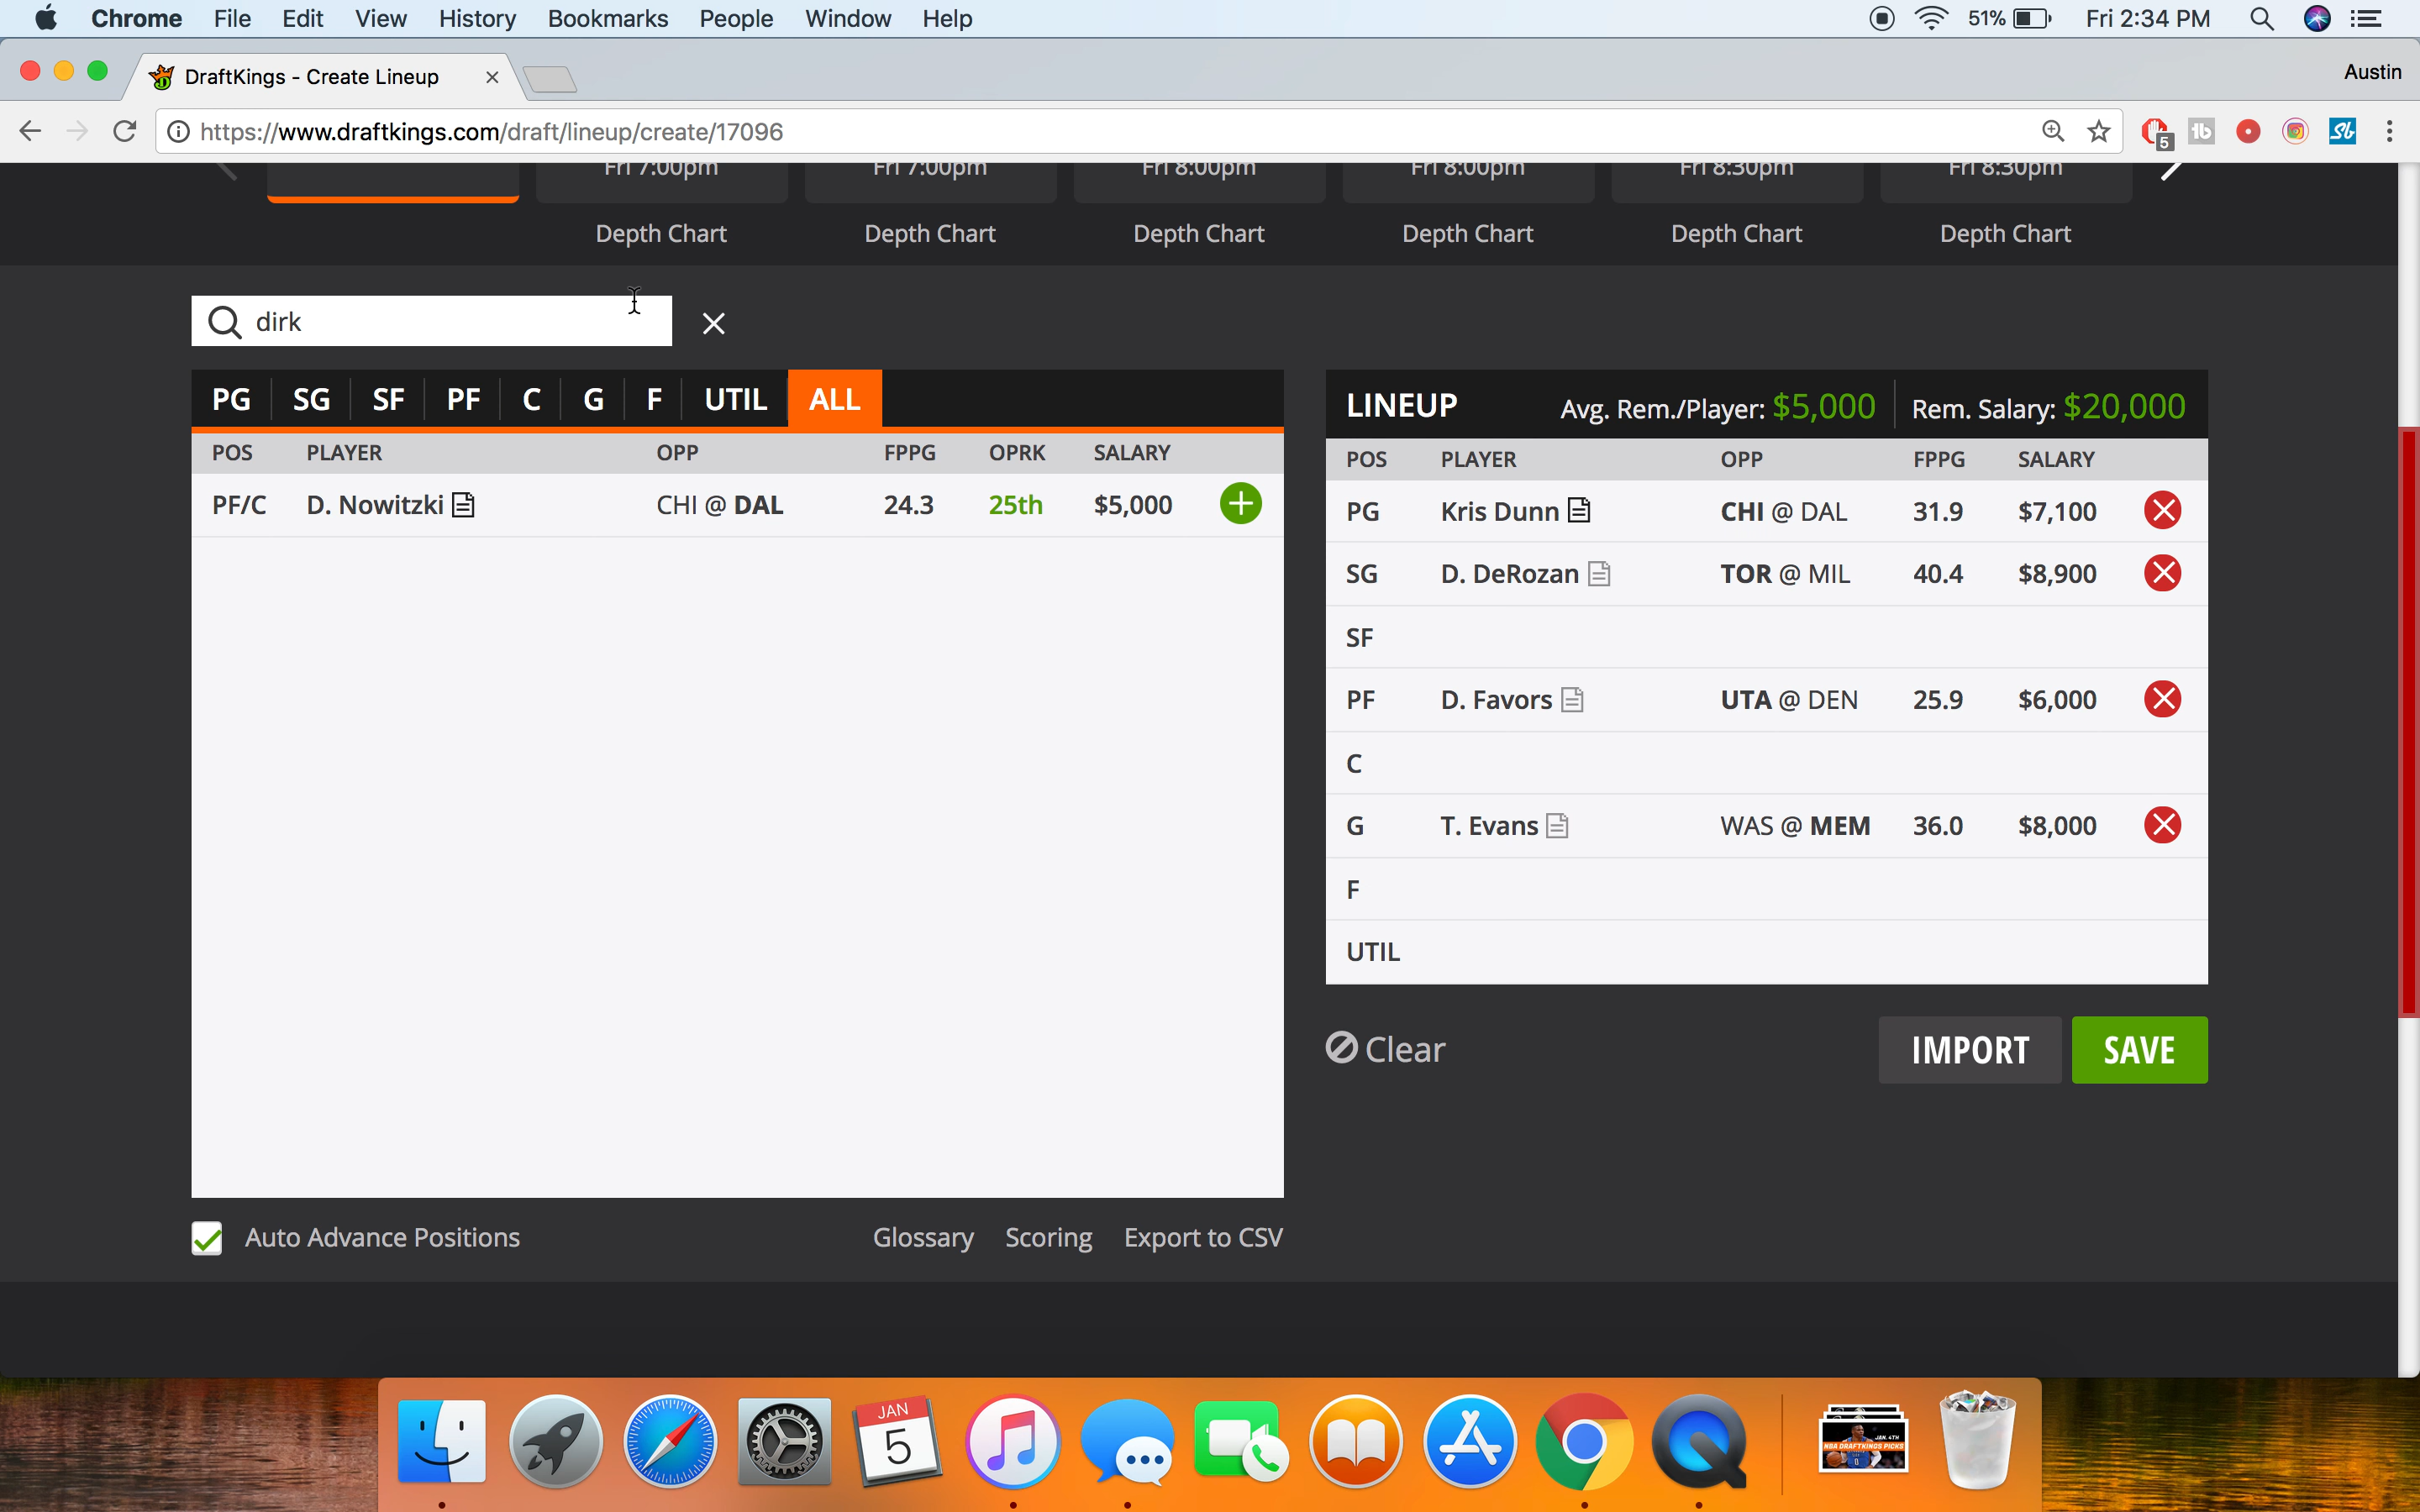 Chrome File Edit View History Bookmarks People Window Help 51% Fri 2:34 PM
DraftKings - Create Lineup Austin
https://www.draftkings.com/draft/lineup/create/17096 5
Fri 7:00pm Fri 7:00pm Fri 8:00pm Fri 8:00pm Fri 8:30pm Fri 8:30pm
Depth Chart Depth Chart Depth Chart Depth Chart Depth Chart Depth Chart
dirk
PG SG SF PF C G F UTIL ALL
POS PLAYER OPP FPPG OPRK SALARY
PF/C D. Nowitzki CHI @ DAL 24.3 25th $5,000
LINEUP Avg. Rem./Player: $5,000 Rem. Salary: $20,000
POS PLAYER OPP FPPG SALARY
PG Kris Dunn CHI @ DAL 31.9 $7,100
SG D. DeRozan TOR @ MIL 40.4 $8,900
SF
PF D. Favors UTA @ DEN 25.9 $6,000
C
G T. Evans WAS @ MEM 36.0 $8,000
F
UTIL
Clear IMPORT SAVE
Auto Advance Positions Glossary Scoring Export to CSV
JAN
5
JAN. 4TH
NBA DRAFTKINGS PICKS